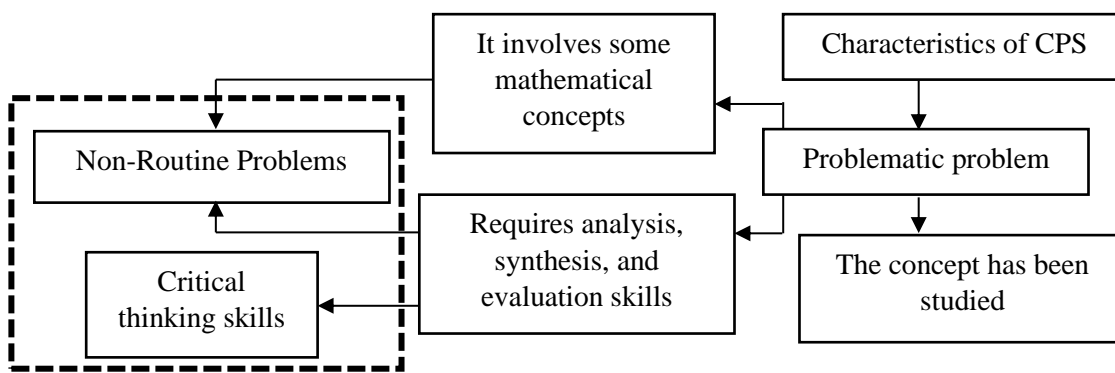 It involves some
mathematical
concepts
Characteristics of CPS
Non-Routine Problems
Problematic problem
Requires analysis,
synthesis, and
evaluation skills
The concept has been
studied
Critical
thinking skills